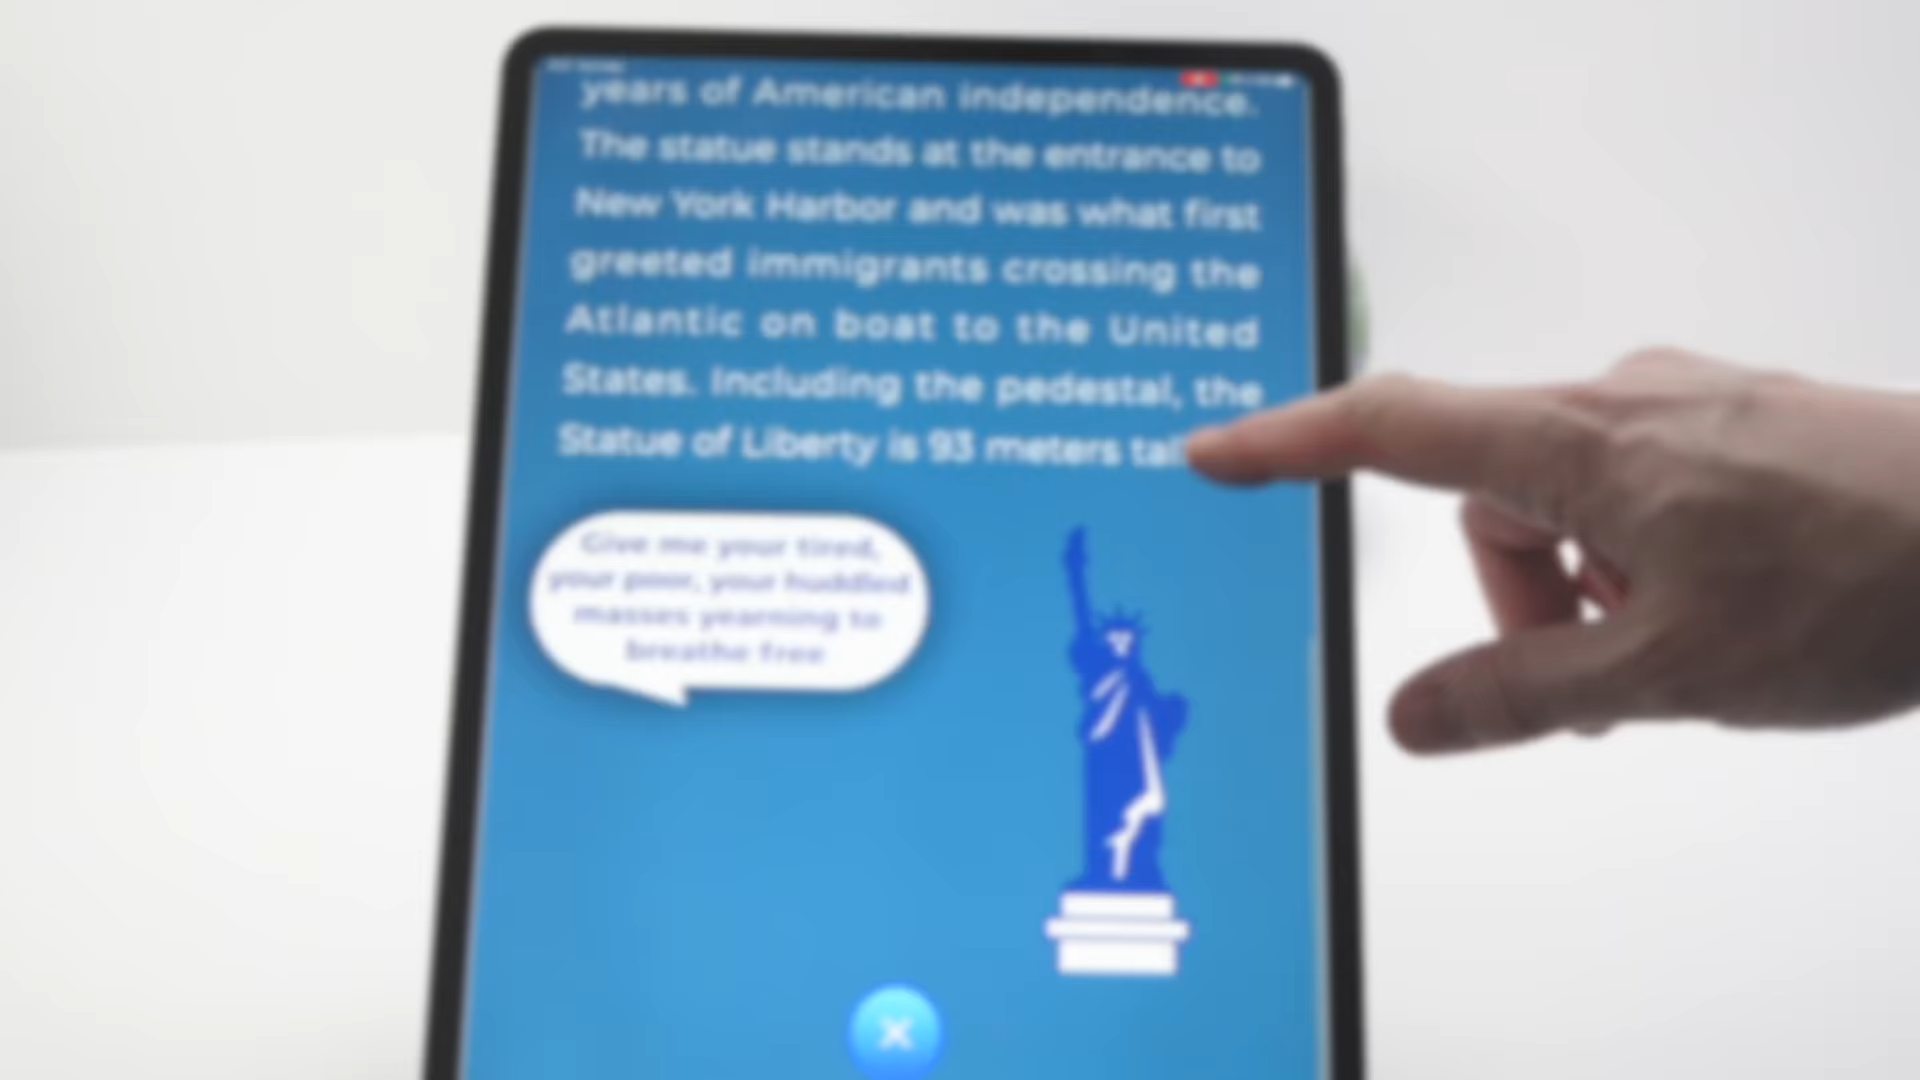 years of American independence.
The statue stands at the entrance to
New York Harbor and was what first
greeted immigrants crossing the
Atlantic on boat to the United
States. Including the pedestal, the
Statue of Liberty is 93 meters tall
Give me your tired,
your poor, your huddled
masses yearning to
breathe free